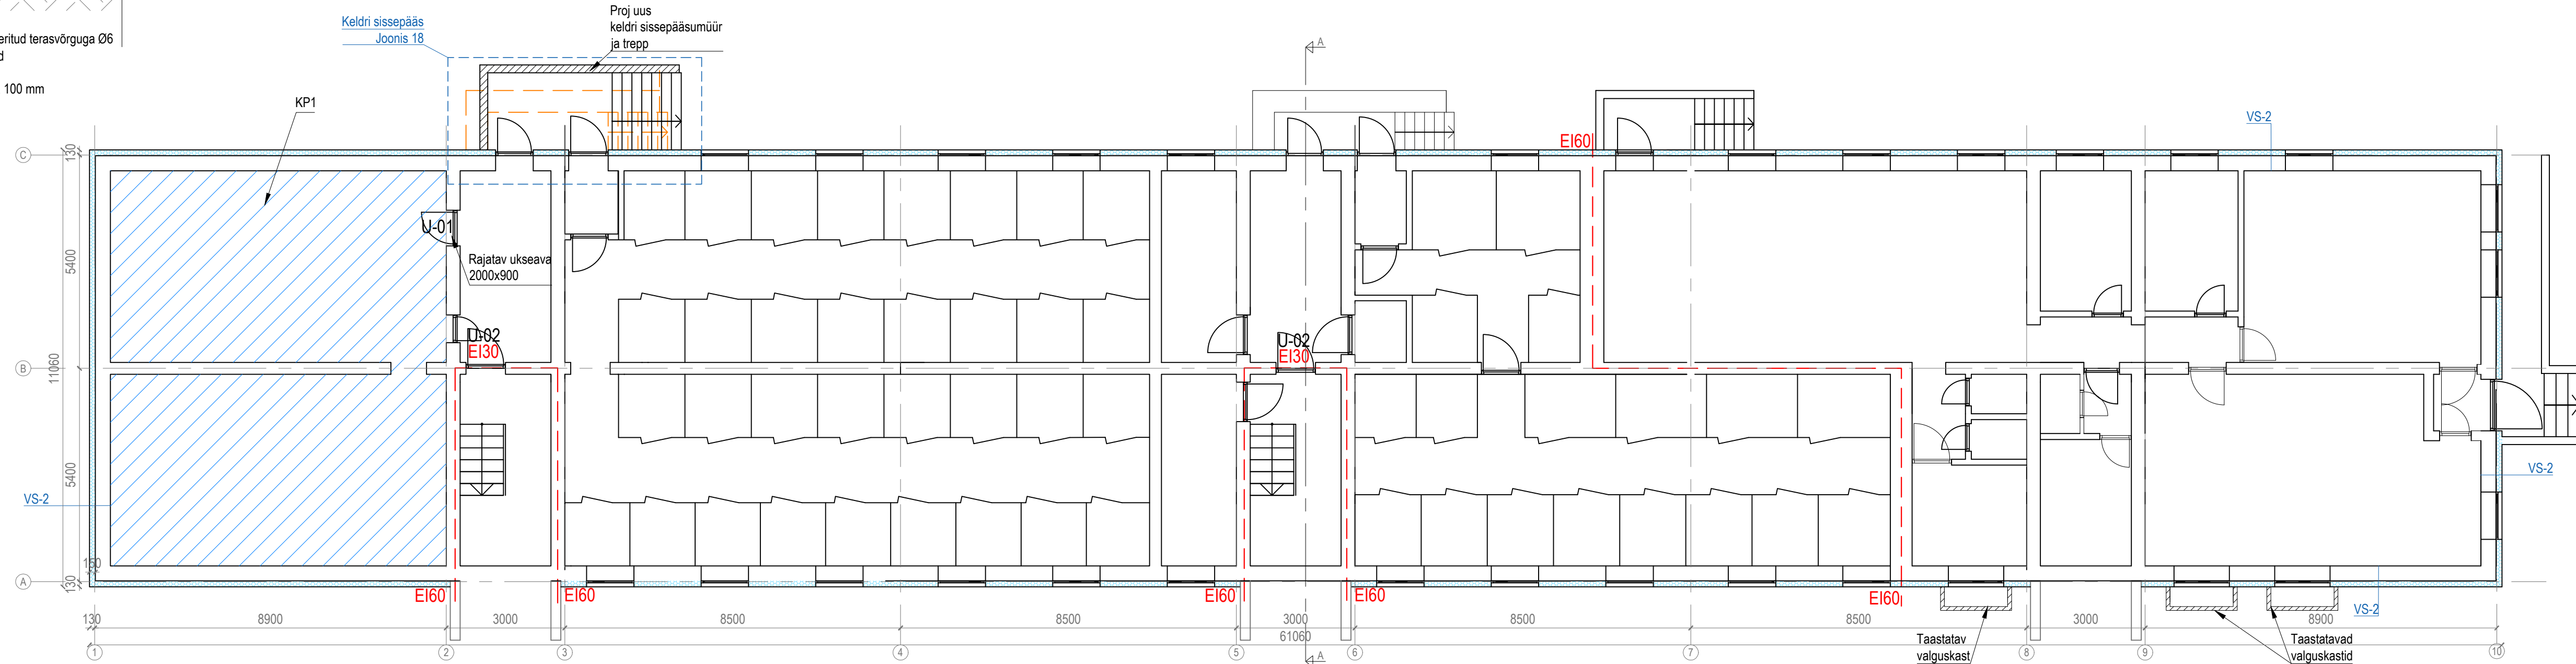 eritud terasvõrguga Ø6
d
100 mm
Keldri sissepääs
Joonis 18
Proj uus
keldri sissepääsumüür
ja trepp
A
KP1
EI60
VS-2
C
130
U-01
Rajatav ukseava
2000x900
5400
U-02
EI30
U-02
EI30
B
11060
5400
VS-2
VS-2
150
A
130
EI60
EI60
EI60
EI60
EI60
VS-2
130
8900
3000
8500
8500
3000
8500
8500
3000
8900
61060
Taastatav
valguskast
Taastatavad
valguskastid
1
2
3
4
5
A
6
7
8
9
10